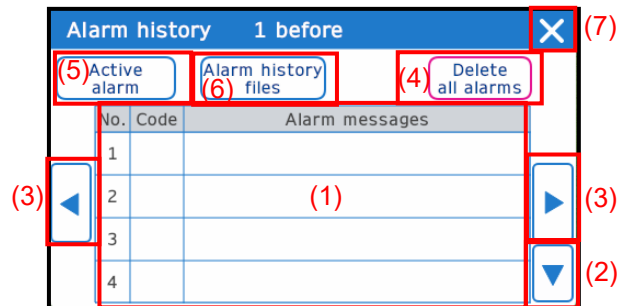 Alarm history 1 before
(7)
(5) Active alarm
(6) Alarm history files
(4) Delete all alarms
No. Code Alarm messages
1
(3) 2 (1) (3)
3
4 (2)